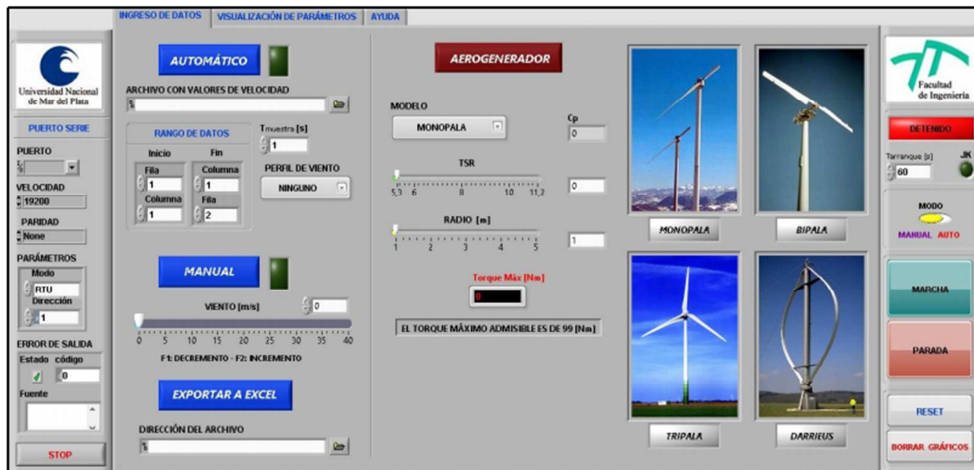 INGRESO DE DATOS
VISUALIZACIÓN DE PARÁMETROS
AYUDA
Universidad Nacional
de Mar del Plata
PUERTO SERIE
PUERTO
VELOCIDAD
19200
PARIDAD
None
PARÁMETROS
Modo
RTU
Dirección
1
ERROR DE SALIDA
Estado código
0
Fuente
STOP
AUTOMÁTICO
ARCHIVO CON VALORES DE VELOCIDAD
RANGO DE DATOS
Inicio Fin
Fila Columna
1 1
Columna Fila
1 2
Tmuestra [s]
1
PERFIL DE VIENTO
NINGUNO
MANUAL
VIENTO [m/s]
0
0 5 10 15 20 25 30 35 40
F1: DECREMENTO - F2: INCREMENTO
EXPORTAR A EXCEL
DIRECCIÓN DEL ARCHIVO
AEROGENERADOR
MODELO
MONOPALA
Cp
0
TSR
5,3 6 8 10 11,2
0
RADIO [m]
1 2 3 4 5
1
Torque Máx [Nm]
0
EL TORQUE MÁXIMO ADMISIBLE ES DE 99 [Nm]
MONOPALA
BIPALA
TRIPALA
DARRIEUS
Facultad
de Ingeniería
DETENIDO
Tarranque [s]
JK
60
MODO
MANUAL AUTO
MARCHA
PARADA
RESET
BORRAR GRÁFICOS